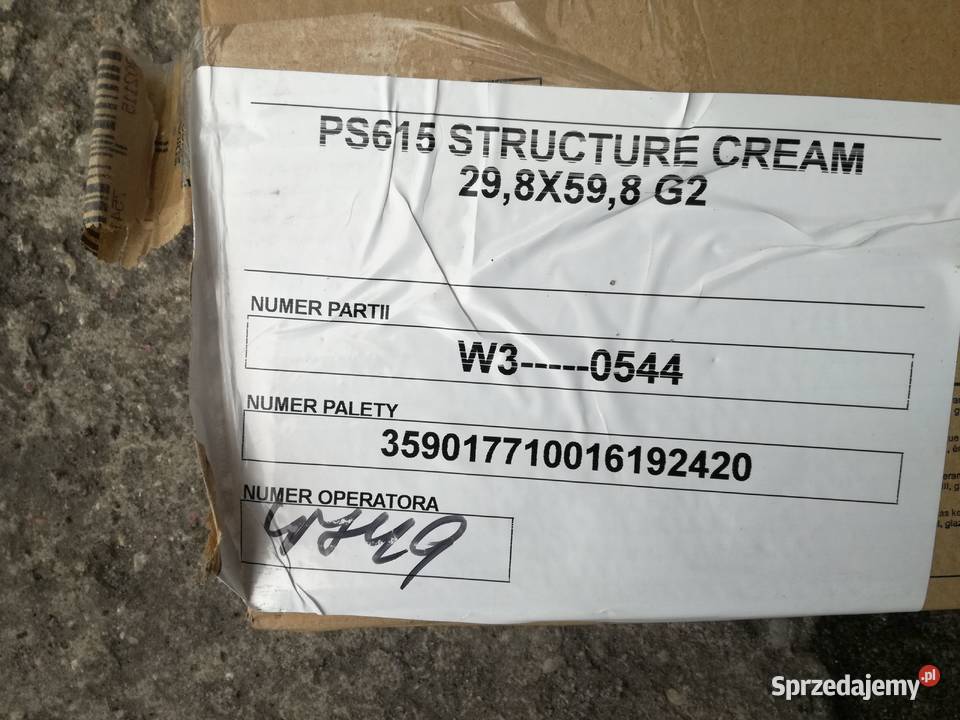 PS615 STRUCTURE CREAM
29,8X59,8 G2
NUMER PARTII
W3-----0544
NUMER PALETY
359017710016192420
NUMER OPERATORA
Sprzedajemy.pl